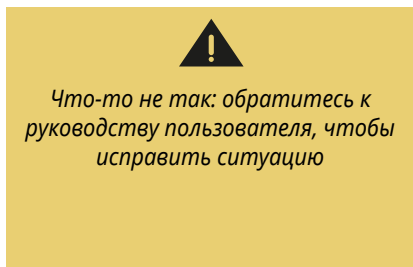 Что-то не так: обратитесь к
руководству пользователя, чтобы
исправить ситуацию